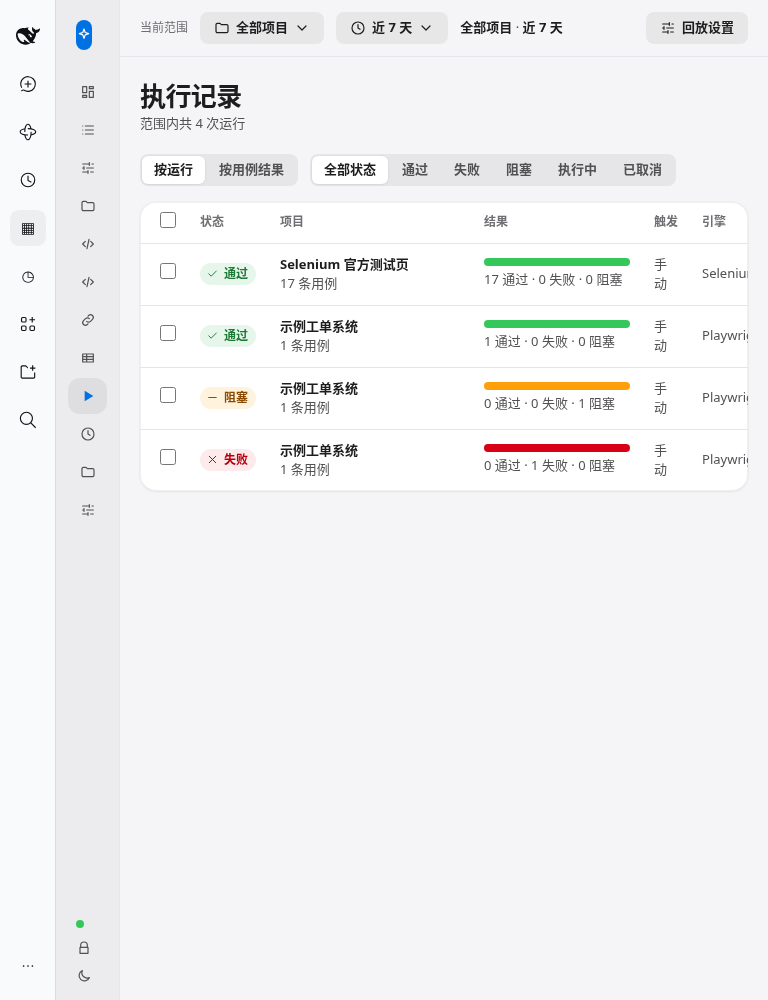 当前范围 全部项目 近 7 天 全部项目 · 近 7 天 回放设置
执行记录
范围内共 4 次运行
按运行 按用例结果 全部状态 通过 失败 阻塞 执行中 已取消
状态 项目 结果 触发 引擎
通过 Selenium 官方测试页 17 条用例 17 通过 · 0 失败 · 0 阻塞 手动
通过 示例工单系统 1 条用例 1 通过 · 0 失败 · 0 阻塞 手动
阻塞 示例工单系统 1 条用例 0 通过 · 0 失败 · 1 阻塞 手动
失败 示例工单系统 1 条用例 0 通过 · 1 失败 · 0 阻塞 手动